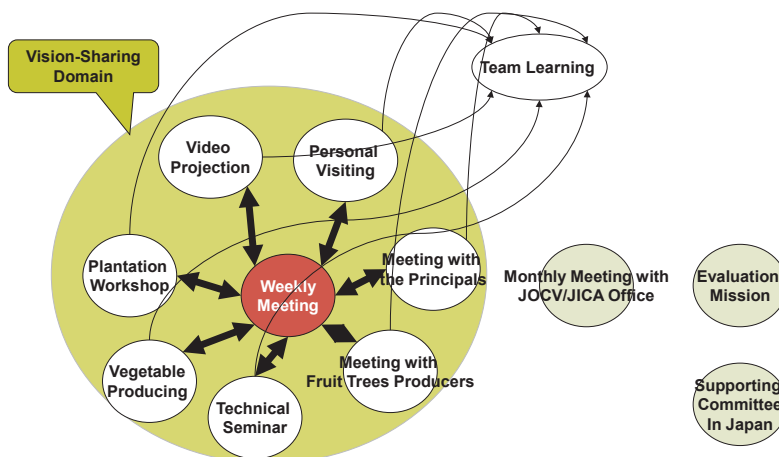 Vision-Sharing
Domain
Team Learning
Video
Projection
Personal
Visiting
Plantation
Workshop
Weekly
Meeting
Meeting with
the Principals
Monthly Meeting with
JOCV/JICA Office
Evaluation
Mission
Vegetable
Producing
Technical
Seminar
Meeting with
Fruit Trees Producers
Supporting
Committee
In Japan